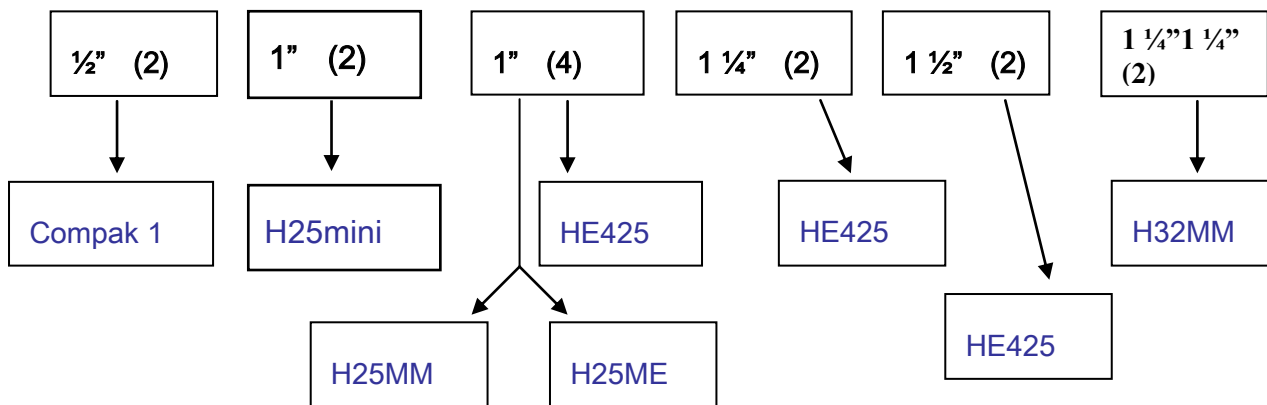 ½” (2)
1” (2)
1” (4)
1 ¼” (2)
1 ½” (2)
1 ¼”1 ¼”
(2)
Compak 1
H25mini
HE425
HE425
H32MM
H25MM
H25ME
HE425